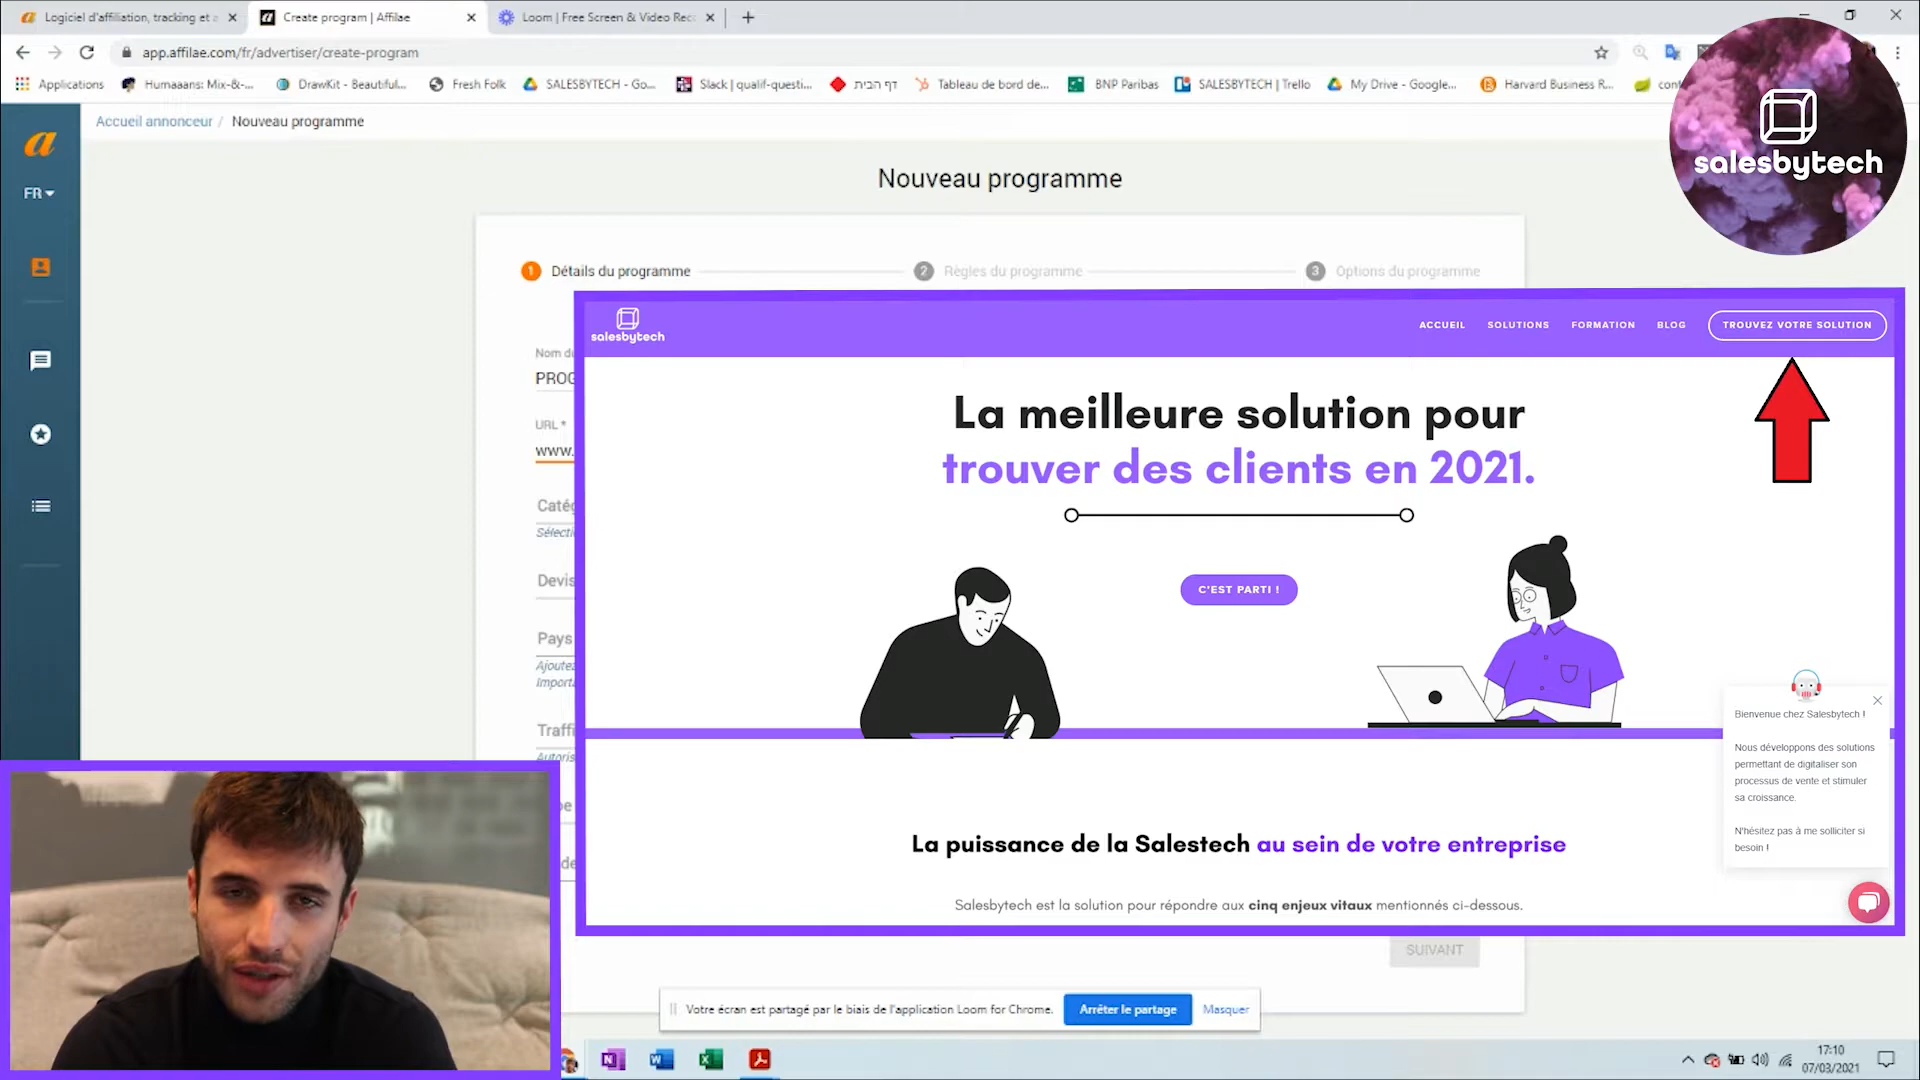 Logiciel d'affiliation, tracking et a
Create program | Affilae
Loom | Free Screen & Video Rec
app.affilae.com/fr/advertiser/create-program
Applications
Humaaans: Mix-&-...
DrawKit - Beautiful...
Fresh Folk
SALESBYTECH - Go...
Slack | qualif-questi...
דף הבית
Tableau de bord de...
BNP Paribas
SALESBYTECH | Trello
My Drive - Google...
Harvard Business R...
cont
salesbytech
a
FR
Accueil annonceur / Nouveau programme
Nouveau programme
1 Détails du programme
2 Règles du programme
3 Options du programme
Nom du
PROG
URL *
www.
Catég
Sélectio
Devis
Pays
Ajoutez
Importa
Traffi
Autoris
salesbytech
ACCUEIL
SOLUTIONS
FORMATION
BLOG
TROUVEZ VOTRE SOLUTION
La meilleure solution pour
trouver des clients en 2021.
C'EST PARTI !
Bienvenue chez Salesbytech !
Nous développons des solutions
permettant de digitaliser son
processus de vente et stimuler
sa croissance.
N'hésitez pas à me solliciter si
besoin !
La puissance de la Salestech au sein de votre entreprise
Salesbytech est la solution pour répondre aux cinq enjeux vitaux mentionnés ci-dessous.
SUIVANT
Votre écran est partagé par le biais de l'application Loom for Chrome.
Arrêter le partage
Masquer
17:10
07/03/2021